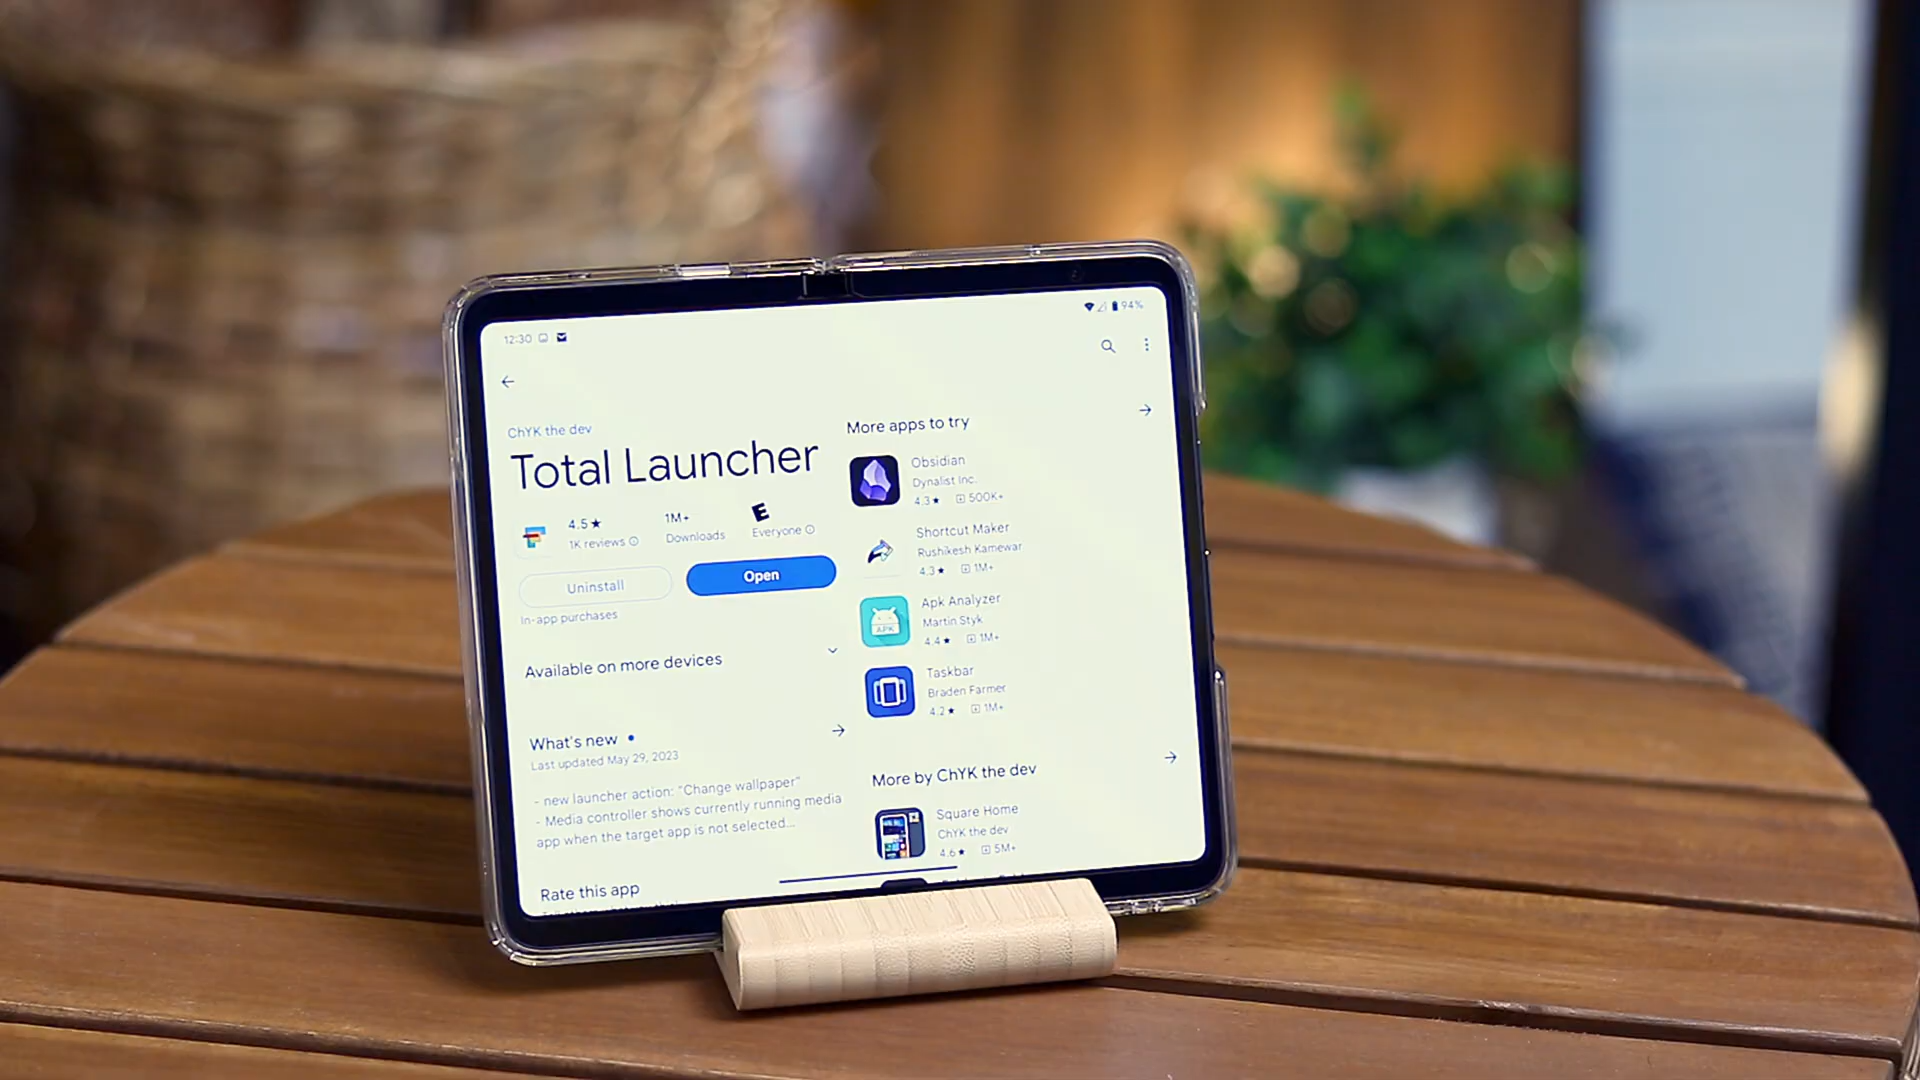 12:30
94%
ChYK the dev
Total Launcher
4.5★
1K reviews
1M+
Downloads
E
Everyone
Uninstall
Open
In-app purchases
Available on more devices
What's new
Last updated May 29, 2023
- new launcher action: "Change wallpaper"
- Media controller shows currently running media
app when the target app is not selected...
Rate this app
More apps to try
Obsidian
Dynalist Inc.
4.3★ 500K+
Shortcut Maker
Rushikesh Kamewar
4.3★ 1M+
APK
Apk Analyzer
Martin Styk
4.4★ 1M+
Taskbar
Braden Farmer
4.2★ 1M+
More by ChYK the dev
Square Home
ChYK the dev
4.6★ 5M+